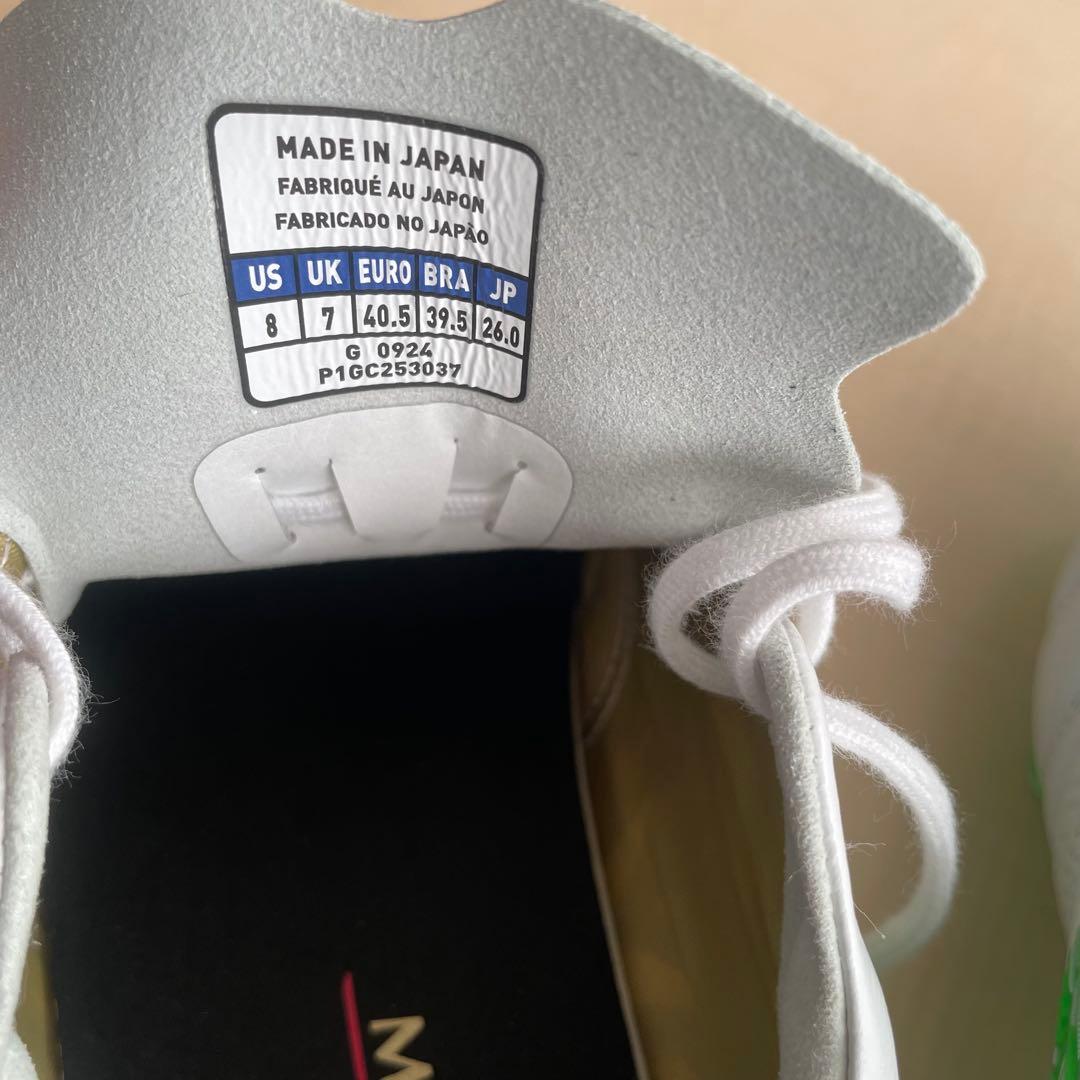 MADE IN JAPAN
FABRIQUÉ AU JAPON
FABRICADO NO JAPÀO
US UK EURO BRA JP
8 7 40.5 39.5 26.0
G 0924
P1GC253037
M